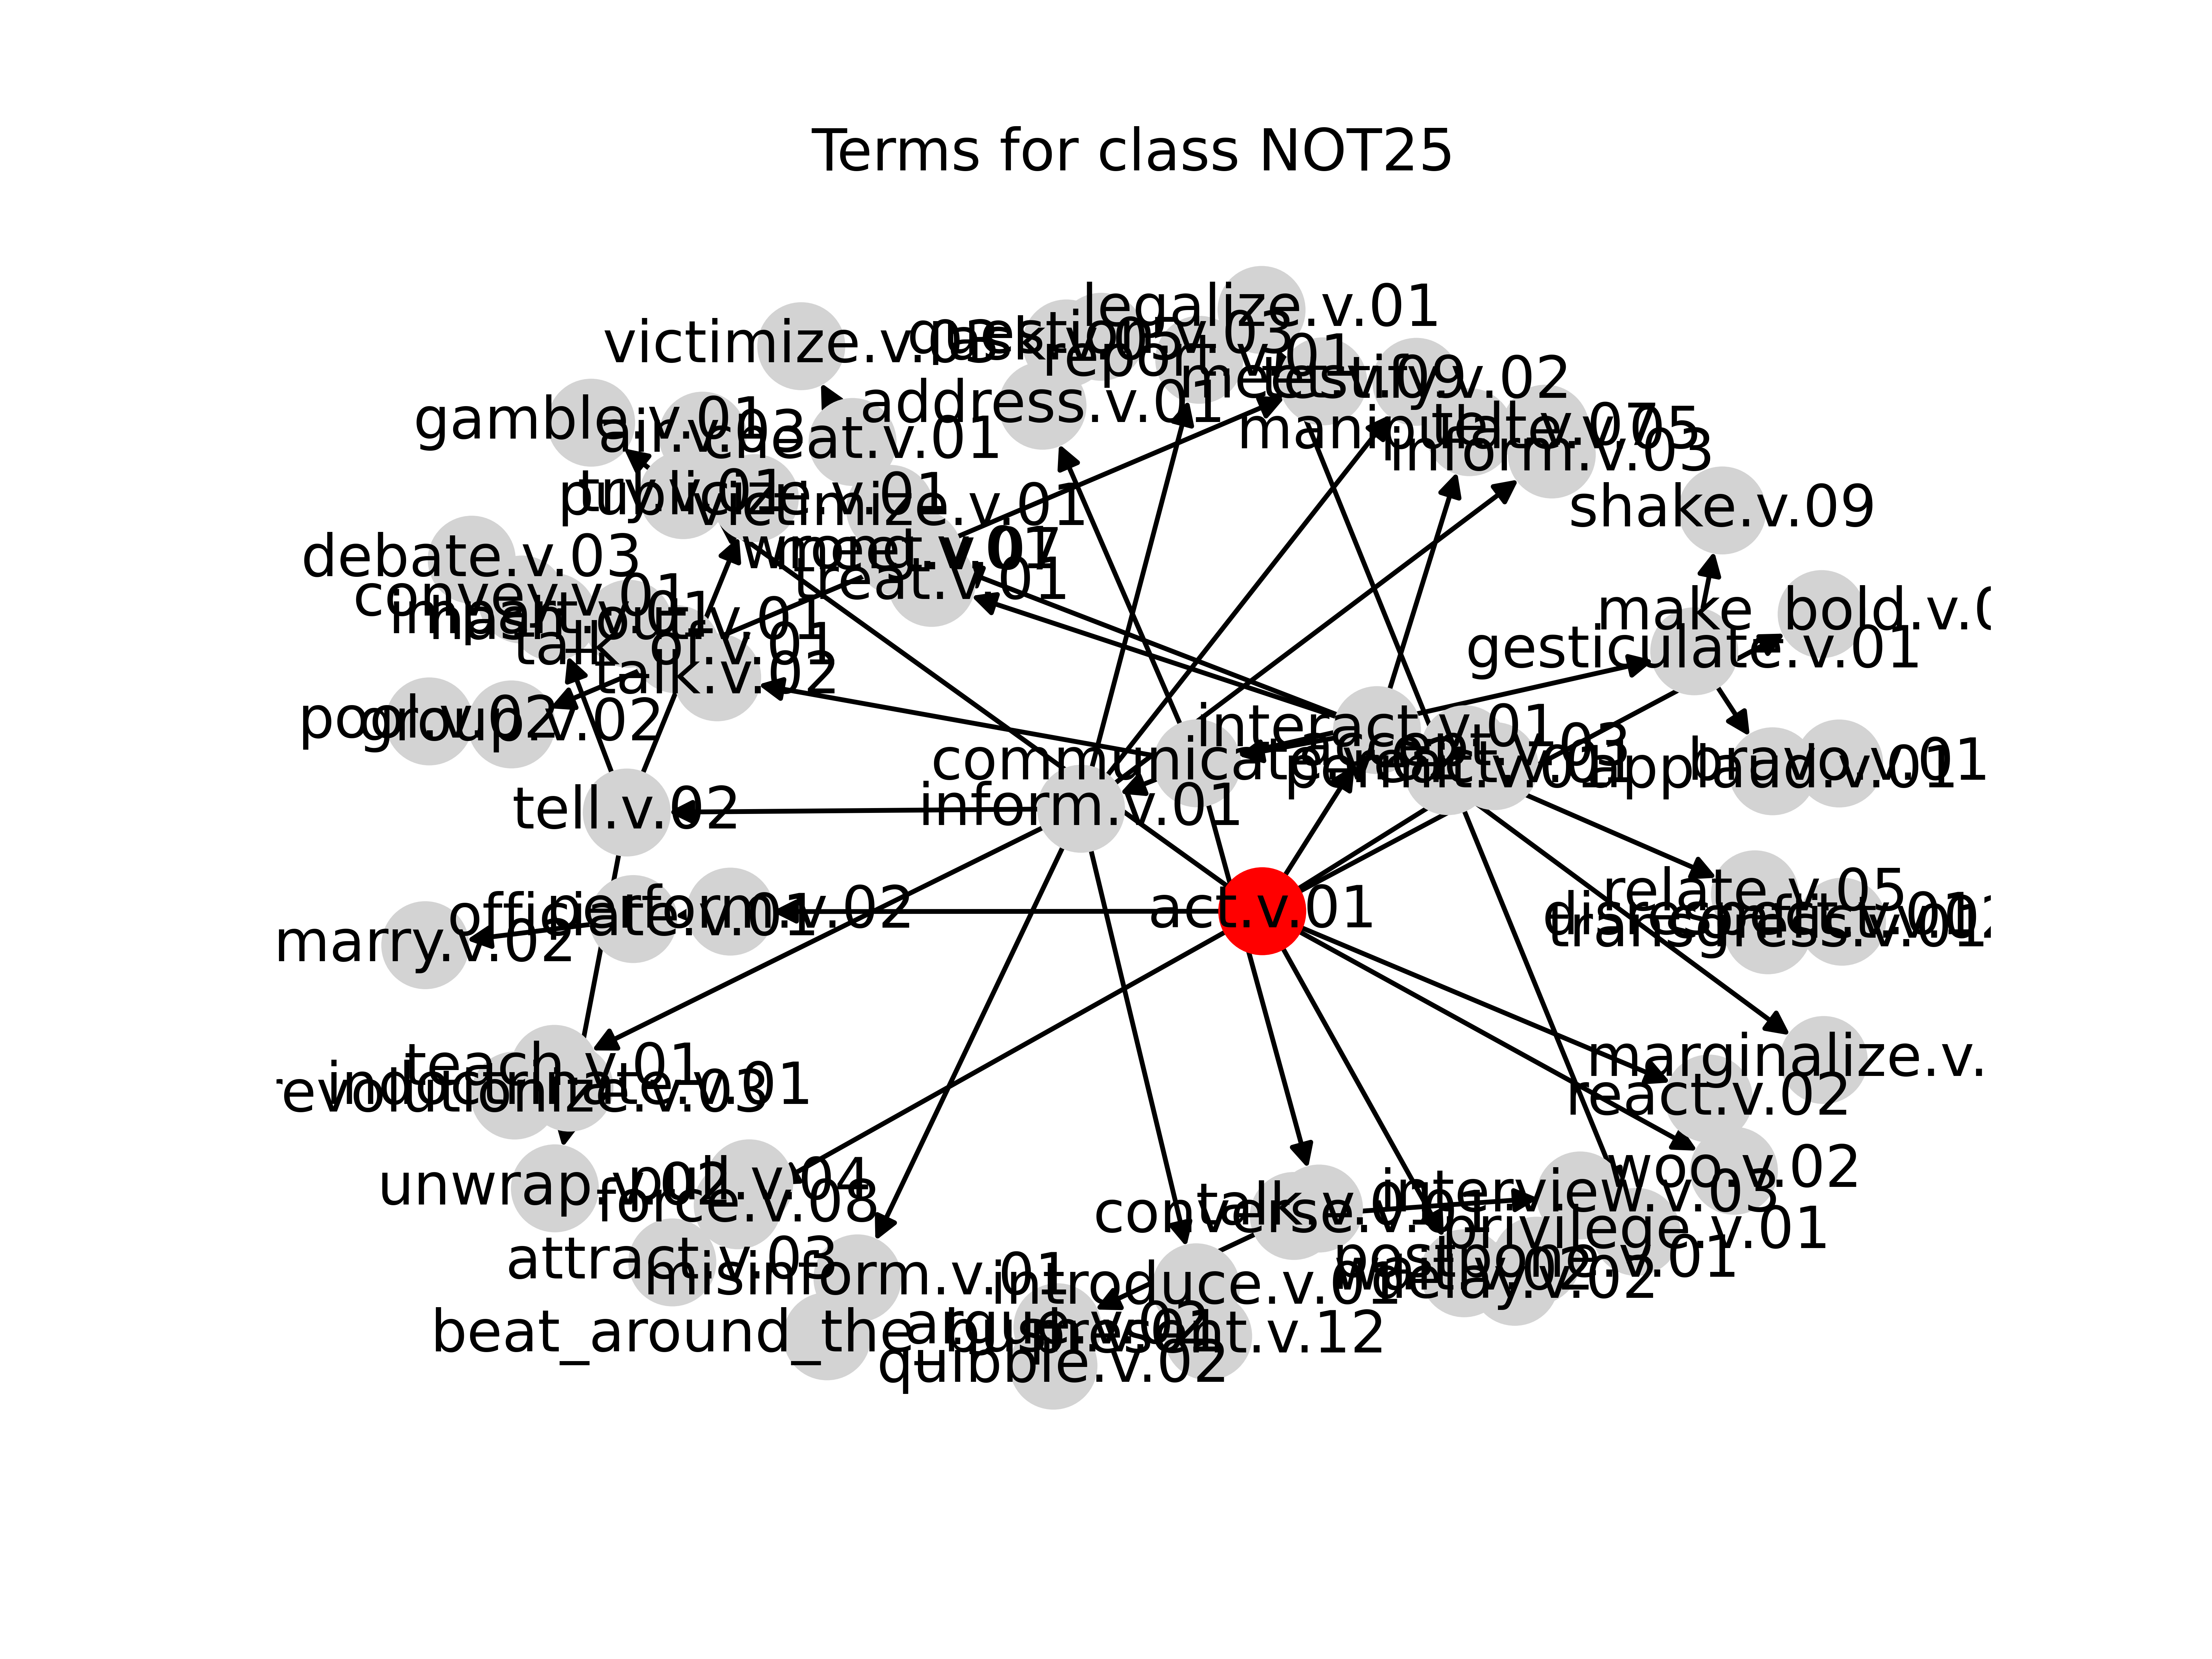 Terms for class NOT25
legalize.v.01
question.v.03
ask.v.05
report.v.01
victimize.v.03
meet.v.09
testify.v.02
address.v.01
gamble.v.01
air.v.03
cheat.v.01
manipulate.v.05
tell.v.07
inform.v.03
publicize.v.01
try.v.01
victimize.v.01
shake.v.09
wrong.v.01
meet.v.07
treat.v.01
debate.v.03
convey.v.01
impart.v.01
hash_out.v.01
talk_of.v.01
talk.v.02
make_bold.v.0
gesticulate.v.01
pool.v.02
group.v.02
interact.v.01
communicate.v.02
permit.v.01
applaud.v.01
bravo.v.01
tell.v.02
inform.v.01
relate.v.05
act.v.01
perform.v.02
officiate.v.01
marry.v.02
disrespect.v.01
conflict.v.02
transgress.v.01
teach.v.01
indoctrinate.v.01
revolutionize.v.03
marginalize.v.
react.v.02
unwrap.v.02
pull.v.04
force.v.08
woo.v.02
interview.v.03
talk.v.01
converse.v.01
privilege.v.01
attract.v.03
misinform.v.01
introduce.v.01
postpone.v.01
wait.v.02
delay.v.02
beat_around_the_bush.v.01
argue.v.02
present.v.12
quibble.v.02